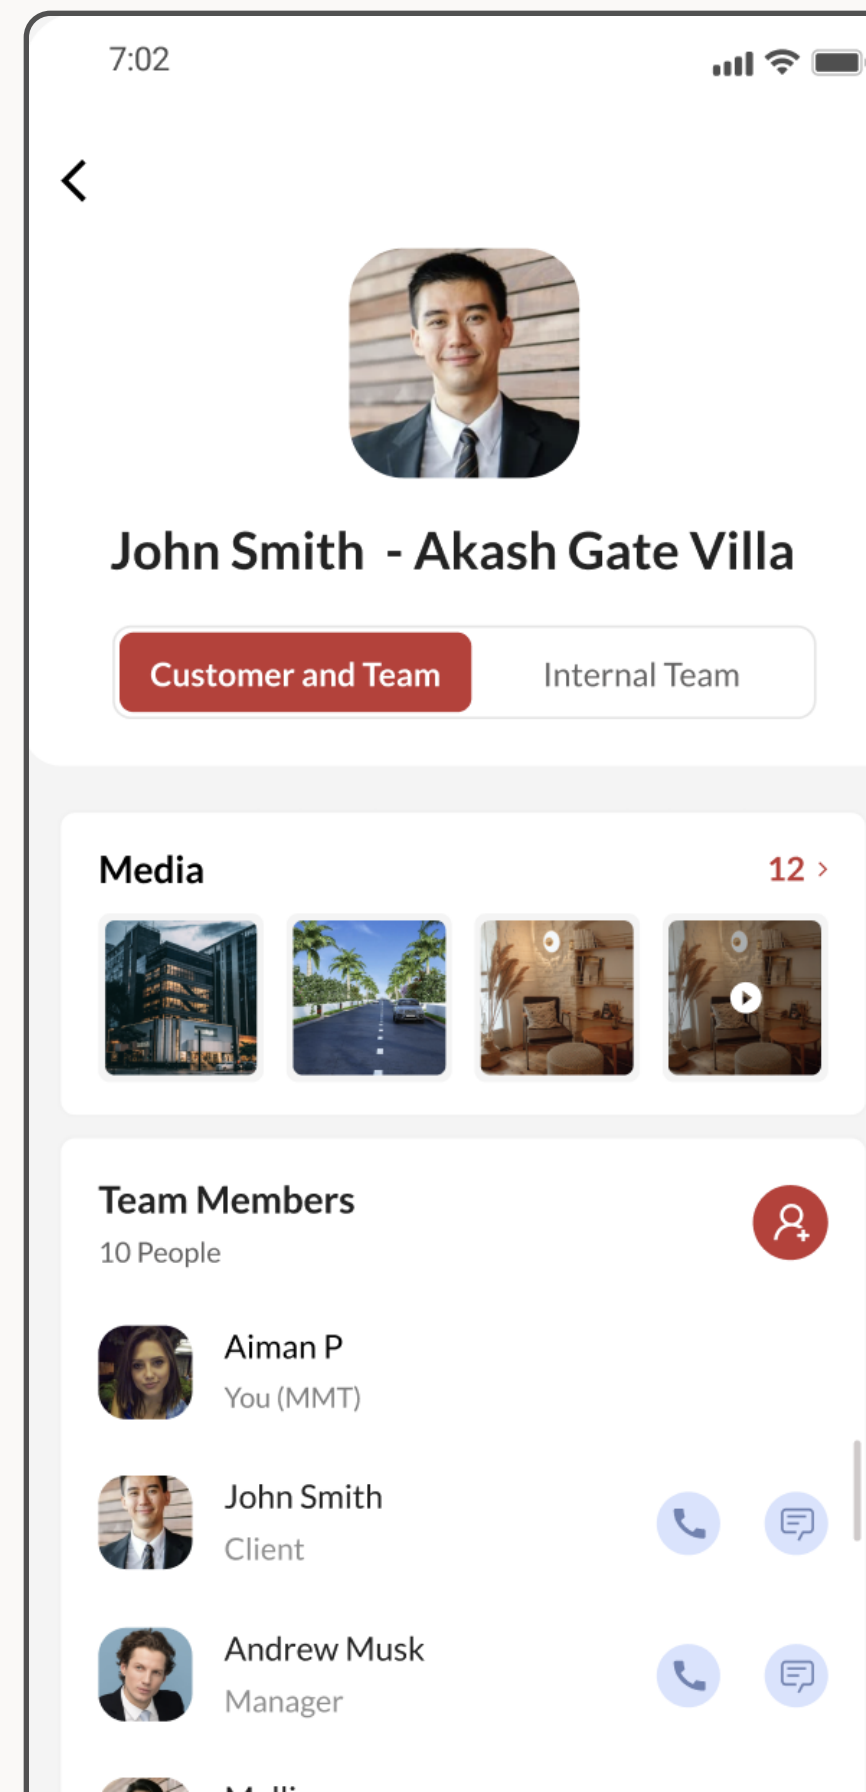 7:02
John Smith - Akash Gate Villa
Customer and Team
Internal Team
Media
12
Team Members
10 People
Aiman P
You (MMT)
John Smith
Client
Andrew Musk
Manager